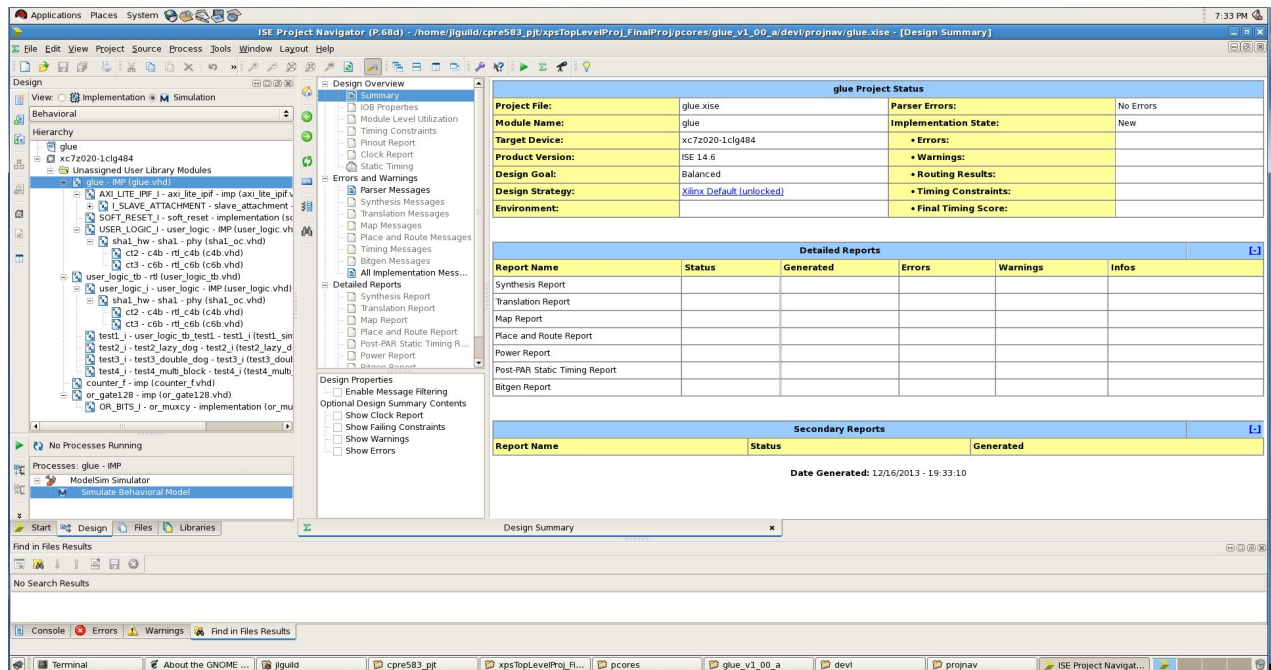 Applications Places System 7:33 PM
ISE Project Navigator (P.68d) - /home/jlguild/cpre583_pjt/xpsTopLevelProj_FinalProj/pcores/glue_v1_00_a/devl/projnav/glue.xise - [Design Summary]
File Edit View Project Source Process Tools Window Layout Help
Design
View: Implementation Simulation
Behavioral
Hierarchy
glue
xc7z020-1clg484
Unassigned User Library Modules
glue - IMP (glue.vhd)
AXI_LITE_IPIF_I - axi_lite_ipif - imp (axi_lite_ipif.v
I_SLAVE_ATTACHMENT - slave_attachment -
SOFT_RESET_I - soft_reset - implementation (so
USER_LOGIC_I - user_logic - IMP (user_logic.vh
sha1_hw - sha1 - phy (sha1_oc.vhd)
ct2 - c4b - rtl_c4b (c4b.vhd)
ct3 - c6b - rtl_c6b (c6b.vhd)
user_logic_tb - rtl (user_logic_tb.vhd)
user_logic_i - user_logic - IMP (user_logic.vhd)
sha1_hw - sha1 - phy (sha1_oc.vhd)
ct2 - c4b - rtl_c4b (c4b.vhd)
ct3 - c6b - rtl_c6b (c6b.vhd)
test1_i - user_logic_tb_test1 - test1_i (test1_sim
test2_i - test2_lazy_dog - test2_i (test2_lazy_d
test3_i - test3_double_dog - test3_i (test3_doul
test4_i - test4_multi_block - test4_i (test4_multi_
counter_f - imp (counter_f.vhd)
or_gate128 - imp (or_gate128.vhd)
OR_BITS_I - or_muxcy - implementation (or_mu
No Processes Running
Processes: glue - IMP
ModelSim Simulator
Simulate Behavioral Model
Start Design Files Libraries
Design Overview
Summary
IOB Properties
Module Level Utilization
Timing Constraints
Pinout Report
Clock Report
Static Timing
Errors and Warnings
Parser Messages
Synthesis Messages
Translation Messages
Map Messages
Place and Route Messages
Timing Messages
Bitgen Messages
All Implementation Mess...
Detailed Reports
Synthesis Report
Translation Report
Map Report
Place and Route Report
Post-PAR Static Timing R...
Power Report
Bitgen Report
Design Properties
Enable Message Filtering
Optional Design Summary Contents
Show Clock Report
Show Failing Constraints
Show Warnings
Show Errors
glue Project Status
Project File: glue.xise Parser Errors: No Errors
Module Name: glue Implementation State: New
Target Device: xc7z020-1clg484 • Errors:
Product Version: ISE 14.6 • Warnings:
Design Goal: Balanced • Routing Results:
Design Strategy: Xilinx Default (unlocked) • Timing Constraints:
Environment: • Final Timing Score:
Detailed Reports [-]
Report Name Status Generated Errors Warnings Infos
Synthesis Report
Translation Report
Map Report
Place and Route Report
Power Report
Post-PAR Static Timing Report
Bitgen Report
Secondary Reports [-]
Report Name Status Generated
Date Generated: 12/16/2013 - 19:33:10
Design Summary
Find in Files Results
No Search Results
Console Errors Warnings Find in Files Results
Terminal About the GNOME ... jlguild cpre583_pjt xpsTopLevelProj_Fi... pcores glue_v1_00_a devl projnav ISE Project Navigat...